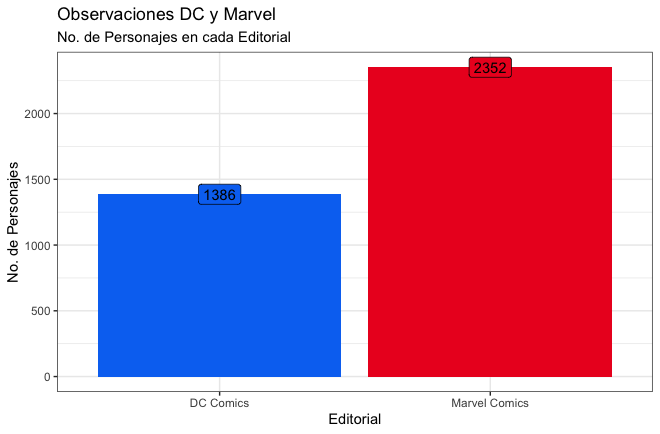 Observaciones DC y Marvel
No. de Personajes en cada Editorial
No. de Personajes
2000
1500
1000
500
0
1386
2352
DC Comics
Marvel Comics
Editorial